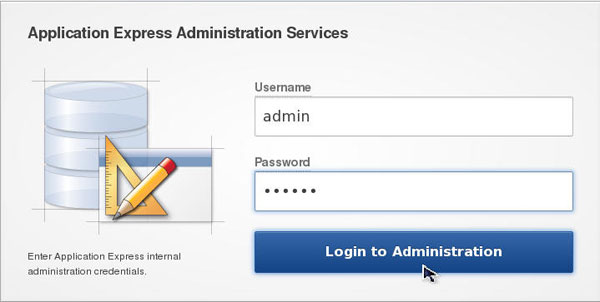 Application Express Administration Services
Username
admin
Password
••••••
Login to Administration
Enter Application Express internal
administration credentials.